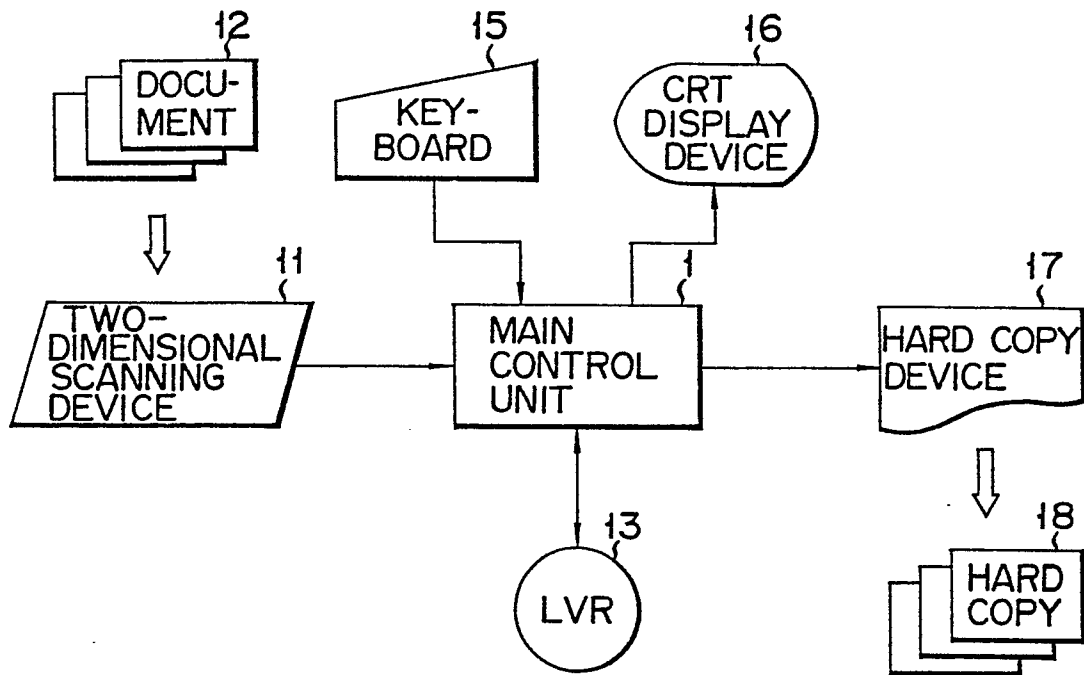 12
DOCU-
MENT
15
KEY-
BOARD
16
CRT
DISPLAY
DEVICE
11
TWO-
DIMENSIONAL
SCANNING
DEVICE
1
MAIN
CONTROL
UNIT
17
HARD COPY
DEVICE
13
LVR
18
HARD
COPY